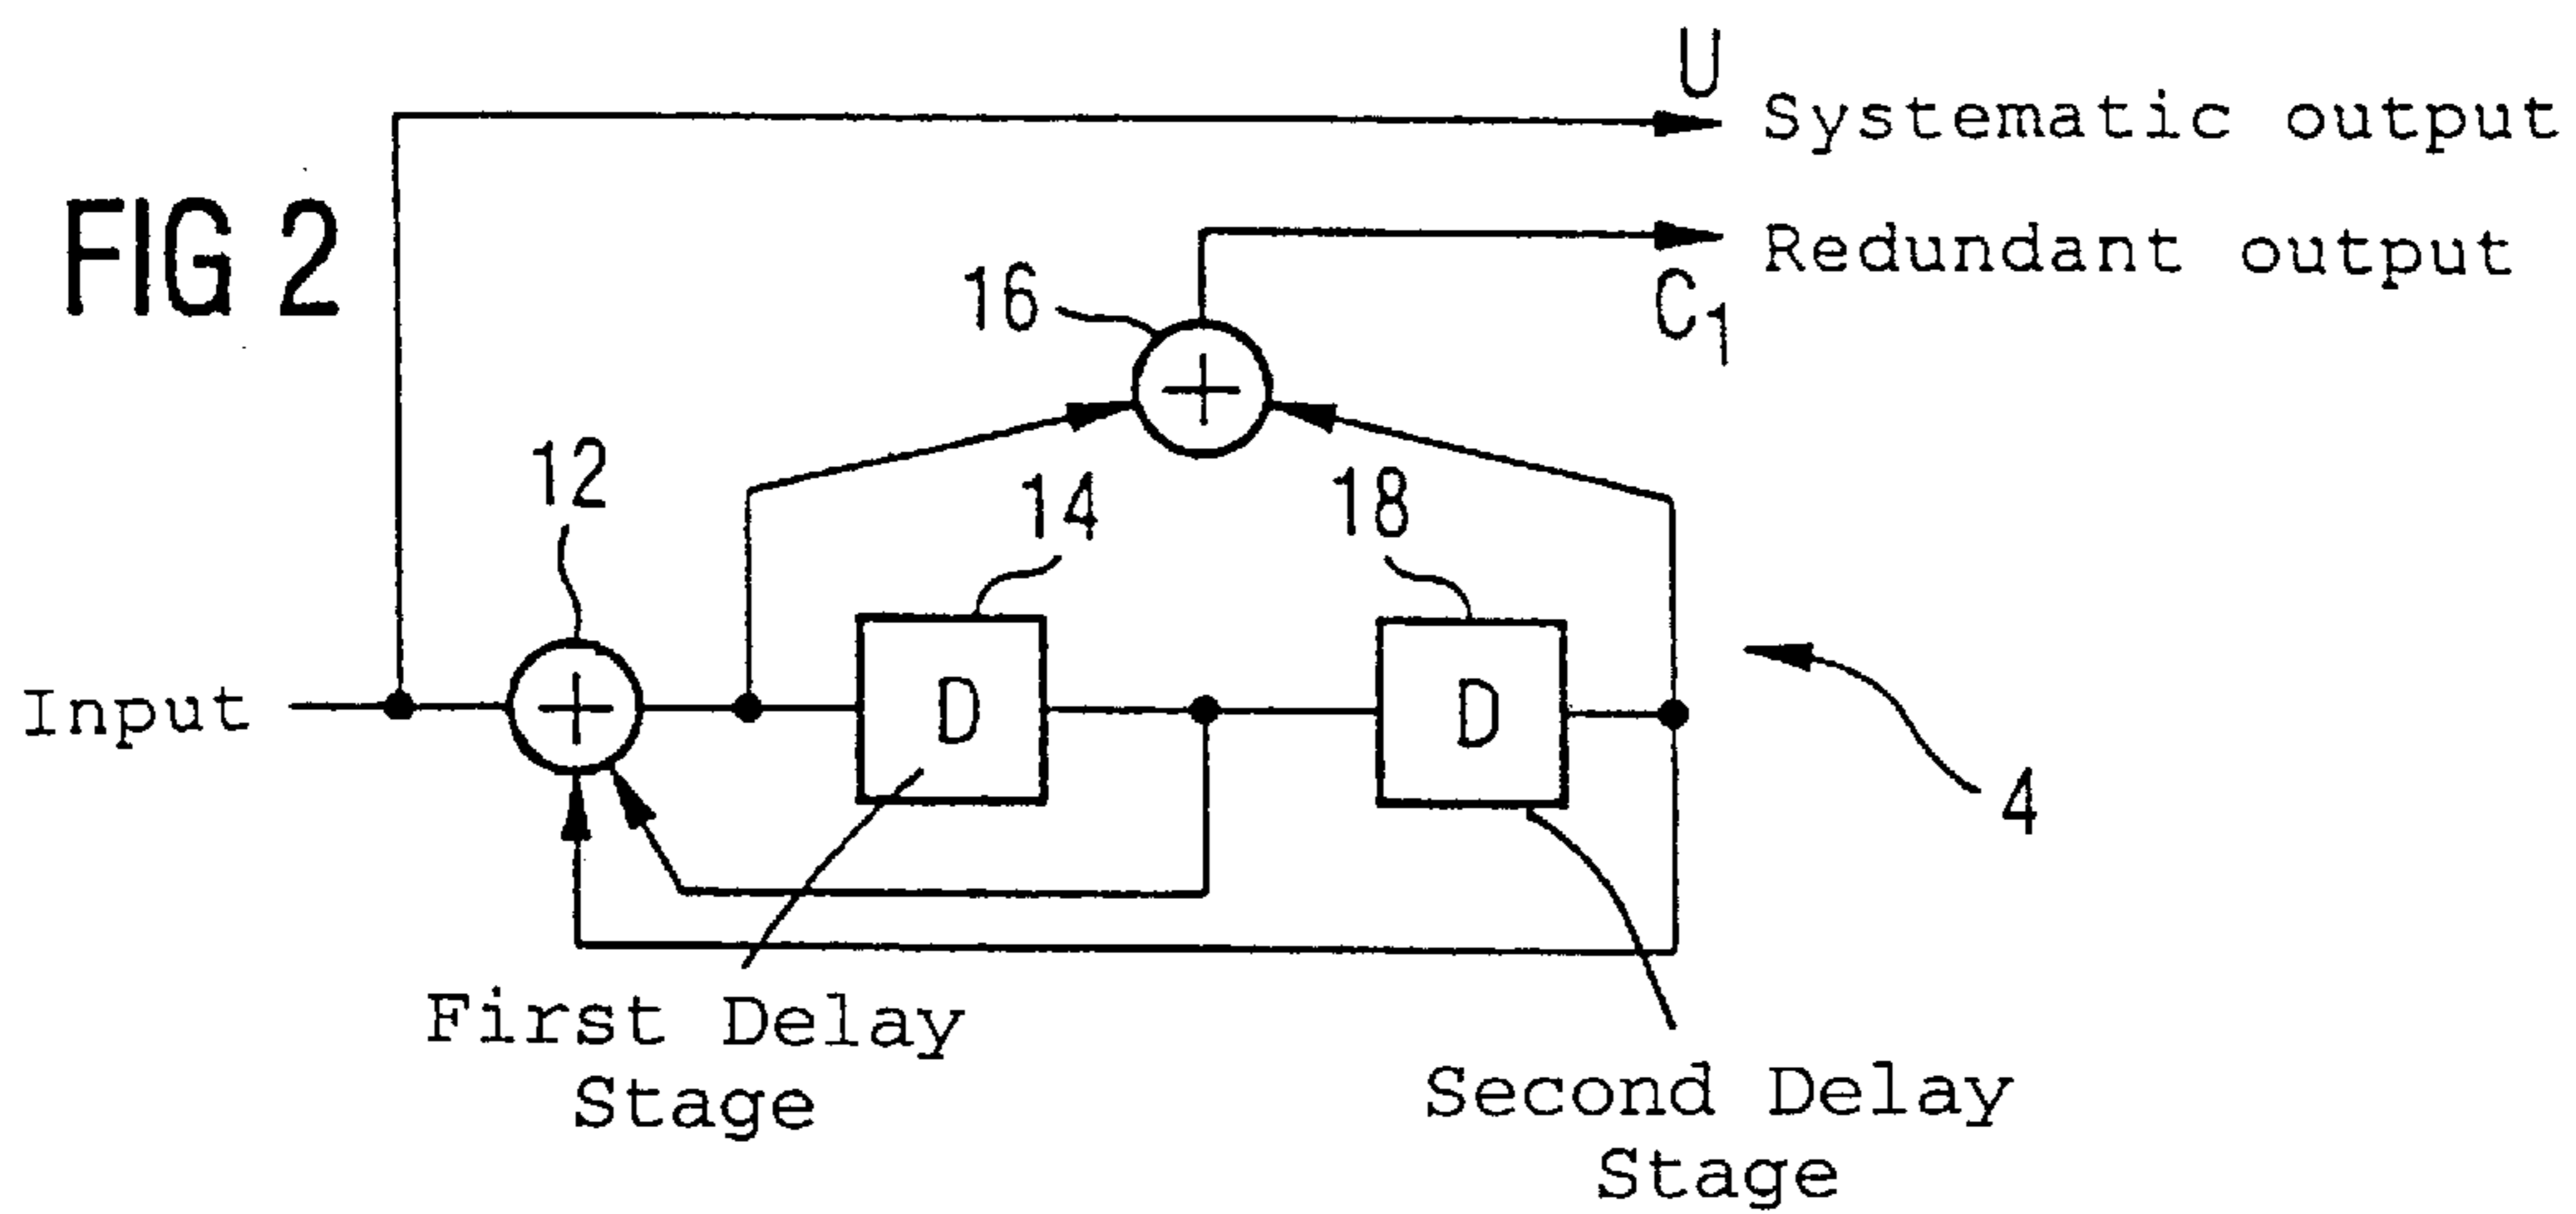 U
Systematic output
FIG 2
Redundant output
C1
16
12
14
18
Input
D
D
4
First Delay
Stage
Second Delay
Stage